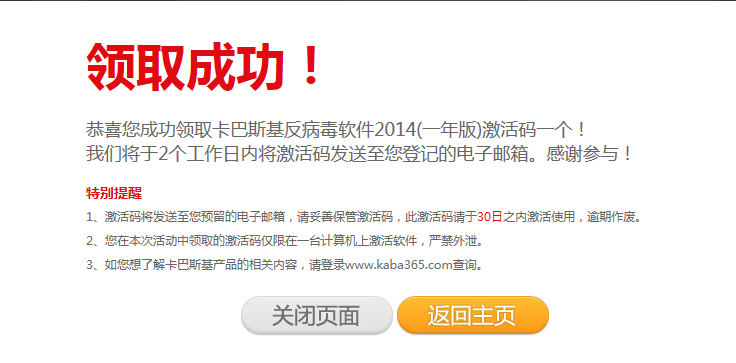 领取成功！
恭喜您成功领取卡巴斯基反病毒软件2014(一年版)激活码一个！
我们将于2个工作日内将激活码发送至您登记的电子邮箱。感谢参与！
特别提醒
1、激活码将发送至您预留的电子邮箱，请妥善保管激活码，此激活码请于30日之内激活使用，逾期作废。
2、您在本次活动中领取的激活码仅限在一台计算机上激活软件，严禁外泄。
3、如您想了解卡巴斯基产品的相关内容，请登录www.kaba365.com查询。
关闭页面 返回主页